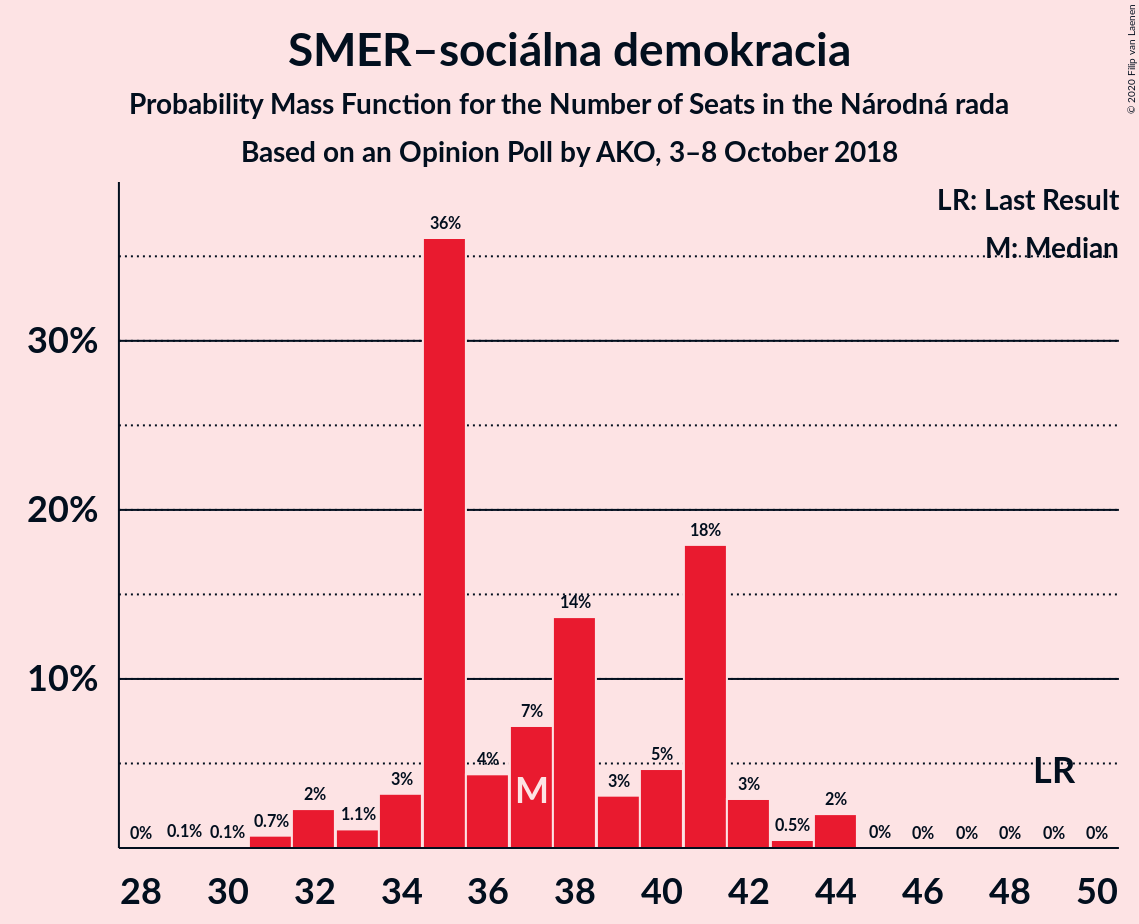 SMER–sociálna demokracia
Probability Mass Function for the Number of Seats in the Národná rada
Based on an Opinion Poll by AKO, 3–8 October 2018
© 2020 Filip van Laenen
LR: Last Result
M: Median
30%
20%
10%
0%
0.1%
0.1%
0.7%
2%
1.1%
3%
36%
4%
7%
14%
3%
5%
18%
3%
0.5%
2%
0%
0%
0%
0%
0%
0%
M
LR
28 30 32 34 36 38 40 42 44 46 48 50